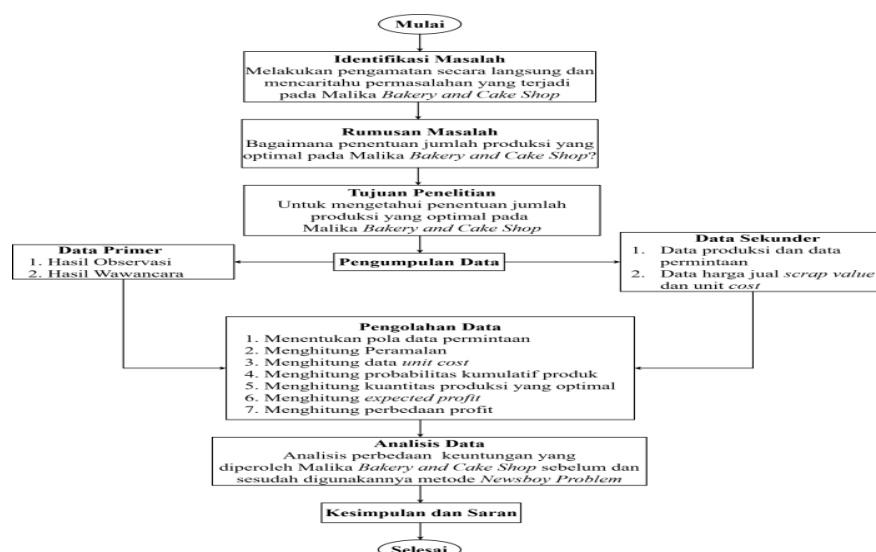 Mulai
Identifikasi Masalah
Melakukan pengamatan secara langsung dan
mencaritahu permasalahan yang terjadi
pada Malika Bakery and Cake Shop
Rumusan Masalah
Bagaimana penentuan jumlah produksi yang
optimal pada Malika Bakery and Cake Shop?
Tujuan Penelitian
Untuk mengetahui penentuan jumlah
produksi yang optimal pada
Malika Bakery and Cake Shop
Pengumpulan Data
Data Primer
1. Hasil Observasi
2. Hasil Wawancara
Data Sekunder
1. Data produksi dan data
permintaan
2. Data harga jual scrap value
dan unit cost
Pengolahan Data
1. Menentukan pola data permintaan
2. Menghitung Peramalan
3. Menghitung data unit cost
4. Menghitung probabilitas kumulatif produk
5. Menghitung kuantitas produksi yang optimal
6. Menghitung expected profit
7. Menghitung perbedaan profit
Analisis Data
Analisis perbedaan keuntungan yang
diperoleh Malika Bakery and Cake Shop sebelum dan
sesudah digunakannya metode Newsboy Problem
Kesimpulan dan Saran
Selesai